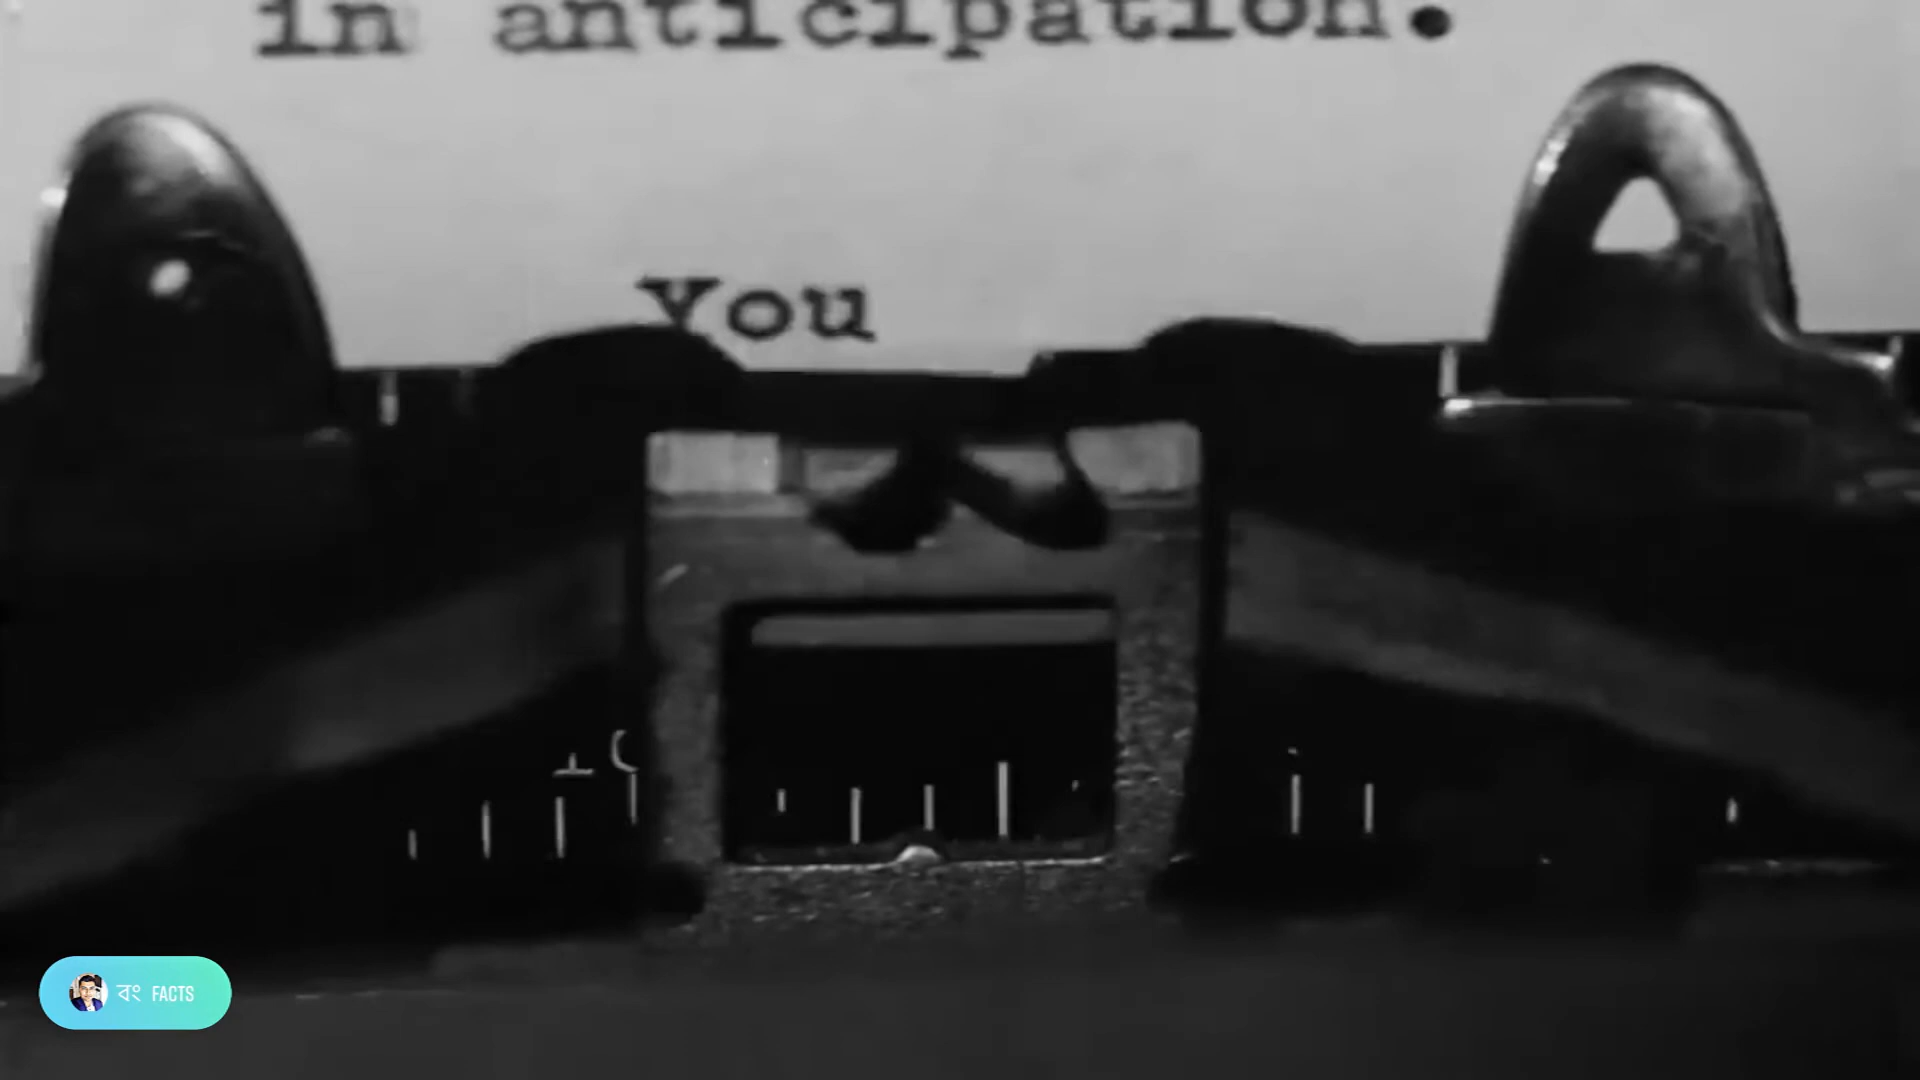 in anticipation.
You
বং FACTS